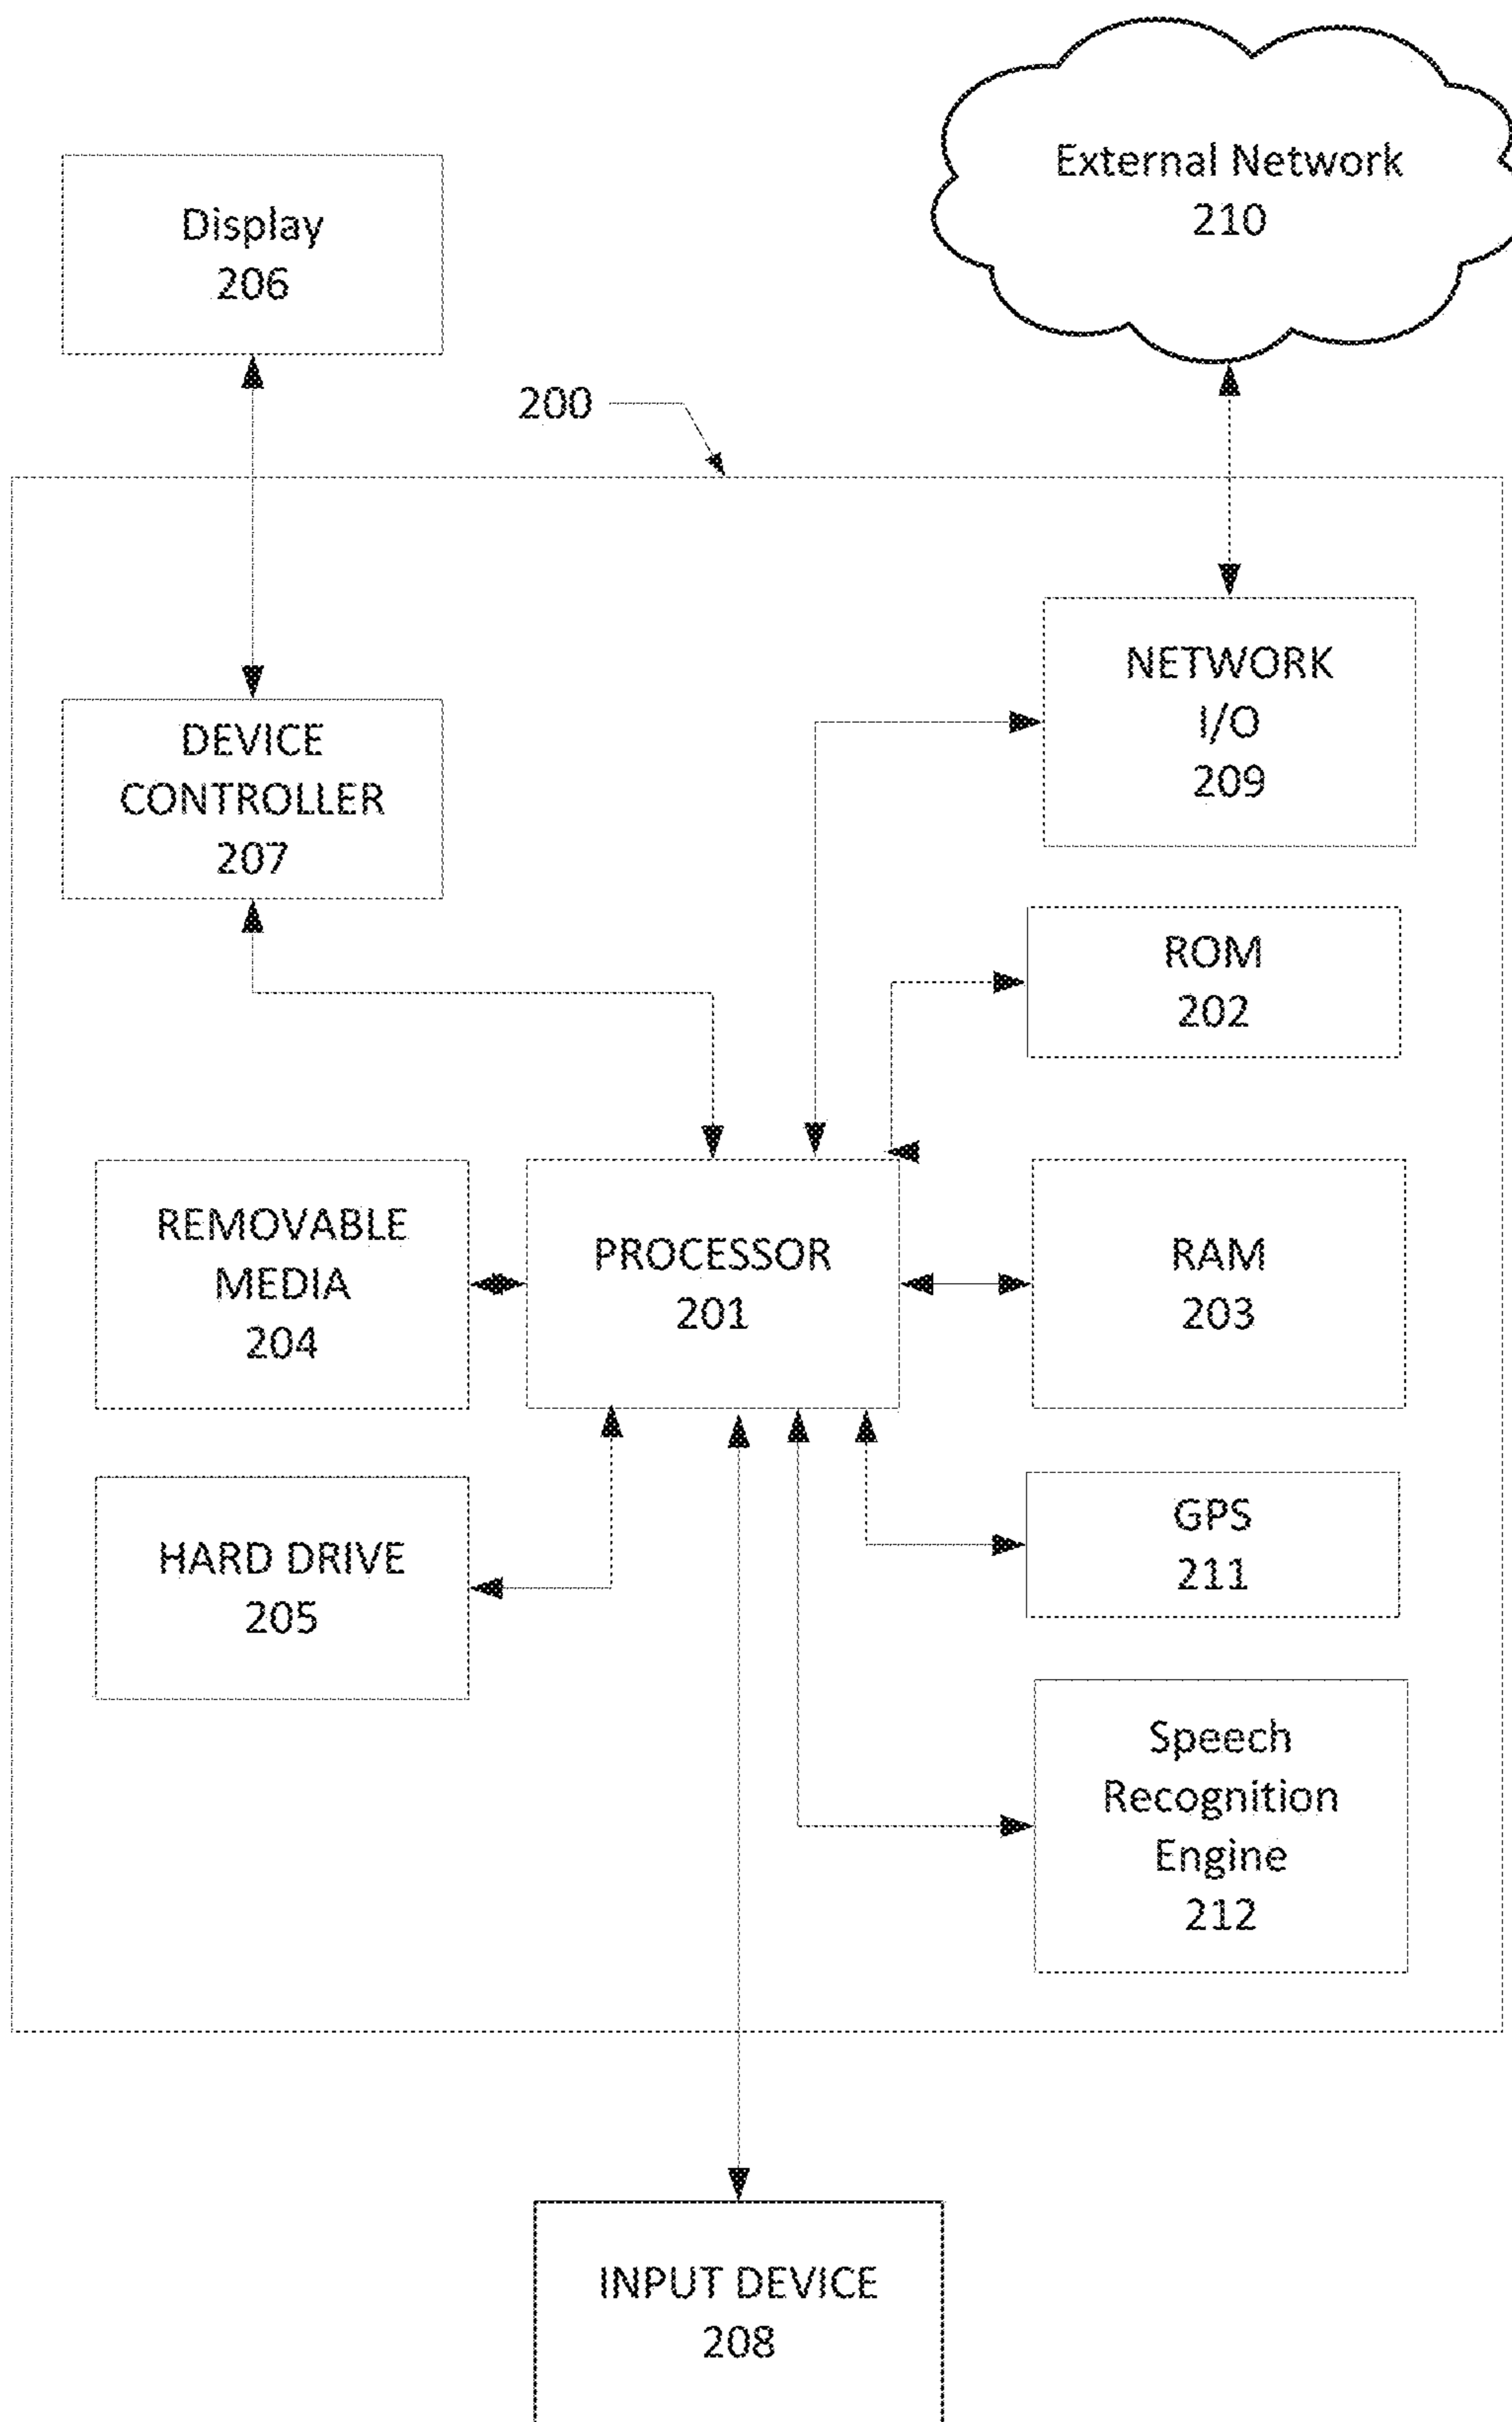 External Network
210
Display
206
200
NETWORK
I/O
209
DEVICE
CONTROLLER
207
ROM
202
REMOVABLE
MEDIA
204
PROCESSOR
201
RAM
203
HARD DRIVE
205
GPS
211
Speech
Recognition
Engine
212
INPUT DEVICE
208